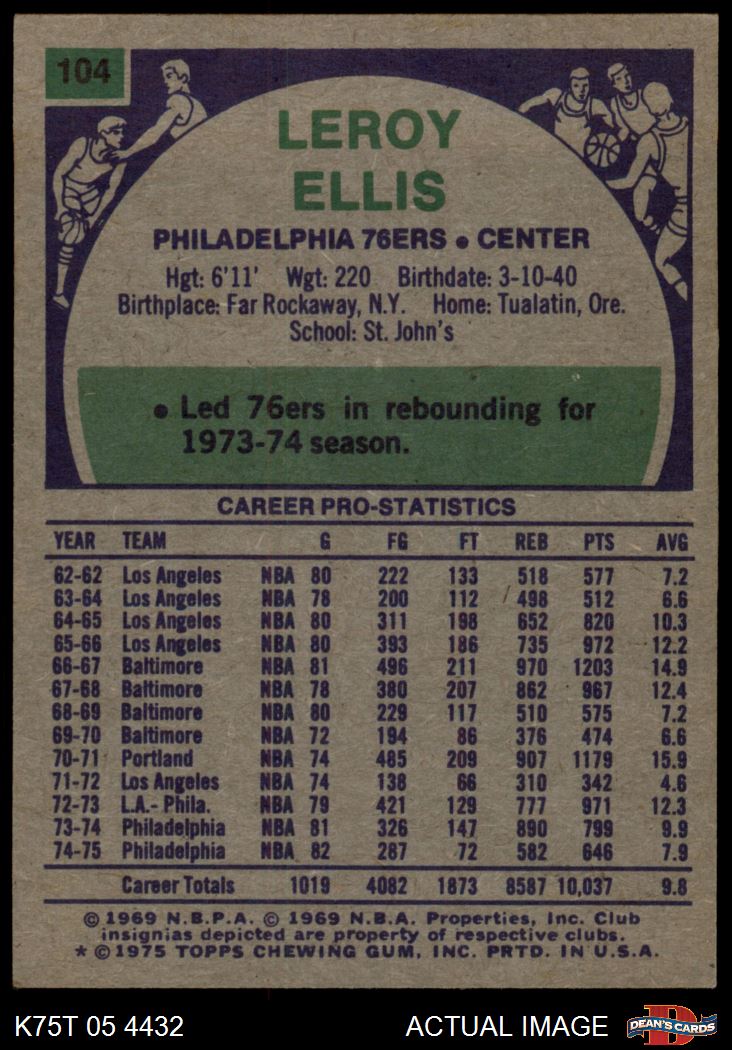 104
LEROY
ELLIS
PHILADELPHIA 76ERS • CENTER
Hgt: 6'11' Wgt: 220 Birthdate: 3-10-40
Birthplace: Far Rockaway, N.Y. Home: Tualatin, Ore.
School: St. John's
• Led 76ers in rebounding for
1973-74 season.
CAREER PRO-STATISTICS
YEAR TEAM G FG FT REB PTS AVG
62-62 Los Angeles NBA 80 222 133 518 577 7.2
63-64 Los Angeles NBA 78 200 112 498 512 6.6
64-65 Los Angeles NBA 80 311 198 652 820 10.3
65-66 Los Angeles NBA 80 393 186 735 972 12.2
66-67 Baltimore NBA 81 496 211 970 1203 14.9
67-68 Baltimore NBA 78 380 207 862 967 12.4
68-69 Baltimore NBA 80 229 117 510 575 7.2
69-70 Baltimore NBA 72 194 86 376 474 6.6
70-71 Portland NBA 74 485 209 907 1179 15.9
71-72 Los Angeles NBA 74 138 66 310 342 4.6
72-73 L.A.- Phila. NBA 79 421 129 777 971 12.3
73-74 Philadelphia NBA 81 326 147 890 799 9.9
74-75 Philadelphia NBA 82 287 72 582 646 7.9
Career Totals 1019 4082 1873 8587 10,037 9.8
© 1969 N.B.P.A. © 1969 N.B.A. Properties, Inc. Club
insignias depicted are property of respective clubs.
* © 1975 TOPPS CHEWING GUM, INC. PRTD. IN U.S.A.
K75T 05 4432 ACTUAL IMAGE
D
DEAN'S CARDS